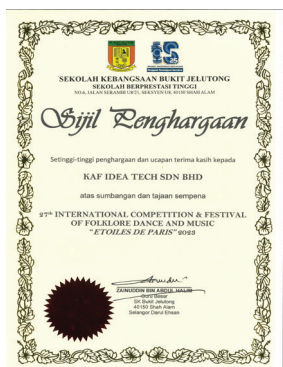 SEKOLAH KEBANGSAAN BUKIT JELUTONG
SEKOLAH BERPRESTASI TINGGI
Sijil Penghargaan
Setinggi-tinggi penghargaan dan ucapan terima kasih kepada
KAF IDEA TECH SDN BHD
atas sumbangan dan tajaan sempena
27th INTERNATIONAL COMPETITION & FESTIVAL
OF FOLKLORE DANCE AND MUSIC
"ETOILES DE PARIS" 2023
ZAINUDDIN BIN ABDUL HALIM
Guru Besar
SK Bukit Jelutong
40150 Shah Alam
Selangor Darul Ehsan